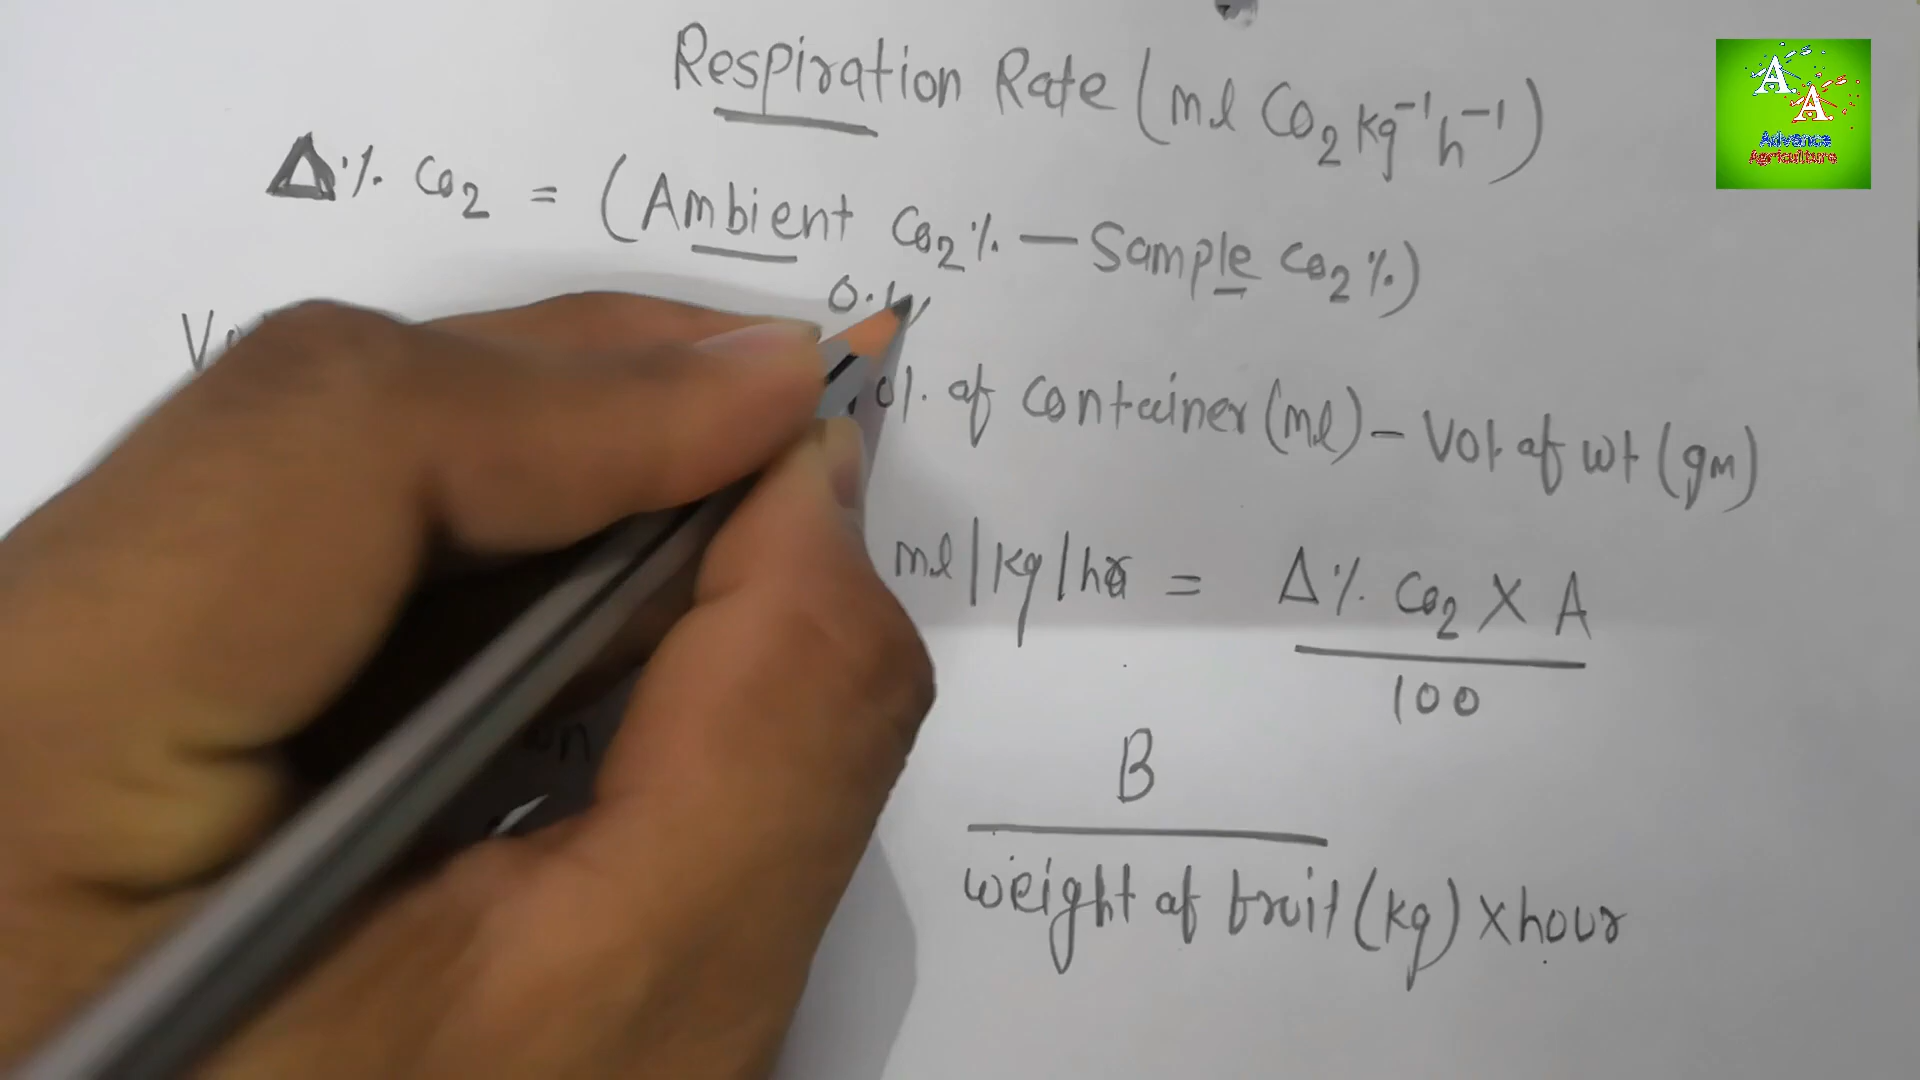 Respiration Rate (ml CO2 kg-1 h-1)
Δ% CO2 = (Ambient CO2% - Sample CO2%)
0.1
of container (ml) - Vol of wt (gm)
ml/kg/hr = Δ% CO2 X A
100
B
weight of fruit (kg) x hour
A
A
Advance
Agriculture